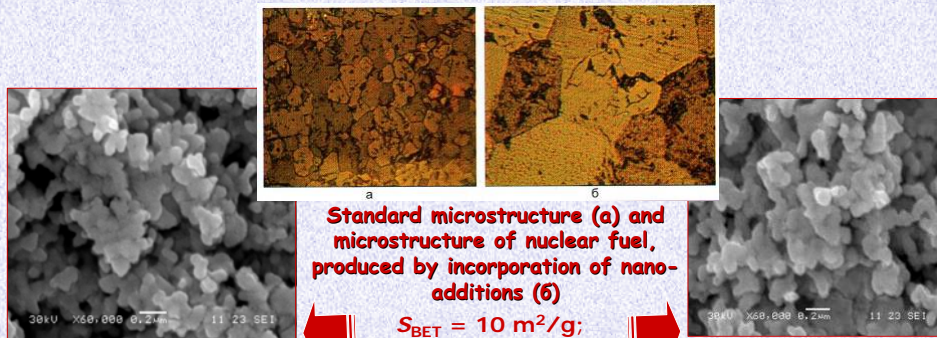 а
б
Standard microstructure (a) and
microstructure of nuclear fuel,
produced by incorporation of nano-
additions (б)
S_BET = 10 m²/g;
30kV X60,000 0.2μm 11 23 SEI
30kV X60,000 0.2μm 11 23 SEI